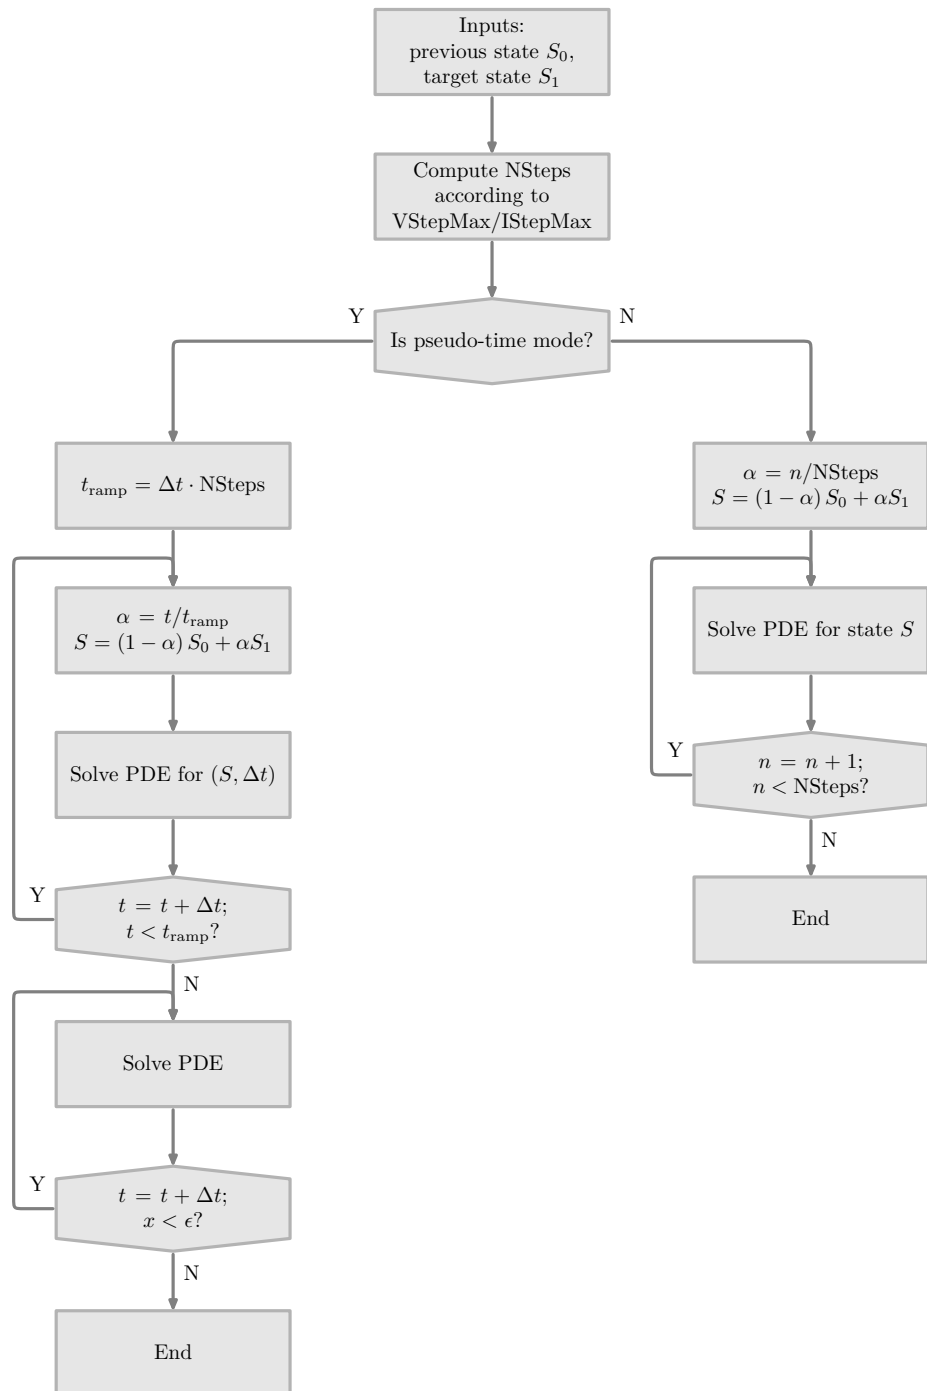 Inputs:
previous state S₀,
target state S₁
Compute NSteps
according to
VStepMax/IStepMax
Y
Is pseudo-time mode?
N
t_ramp = Δt · NSteps
α = t/t_ramp
S = (1 − α) S₀ + αS₁
Solve PDE for (S, Δt)
Y
t = t + Δt;
t < t_ramp?
N
Solve PDE
Y
t = t + Δt;
x < ϵ?
N
End
α = n/NSteps
S = (1 − α) S₀ + αS₁
Solve PDE for state S
Y
n = n + 1;
n < NSteps?
N
End